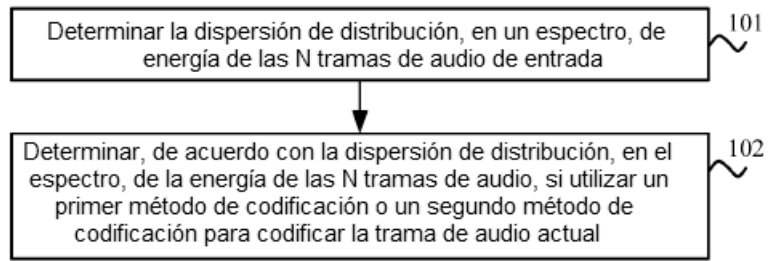 Determinar la dispersión de distribución, en un espectro, de
energía de las N tramas de audio de entrada
101
Determinar, de acuerdo con la dispersión de distribución, en el
espectro, de la energía de las N tramas de audio, si utilizar un
primer método de codificación o un segundo método de
codificación para codificar la trama de audio actual
102